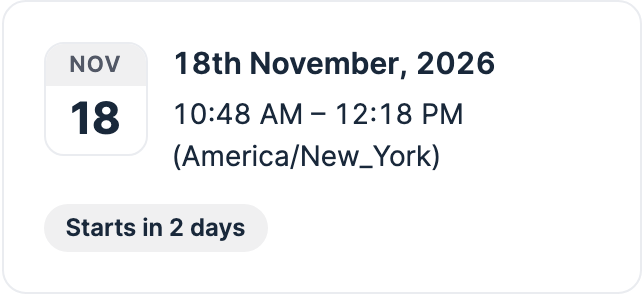 NOV
18
18th November, 2026
10:48 AM – 12:18 PM
(America/New_York)
Starts in 2 days